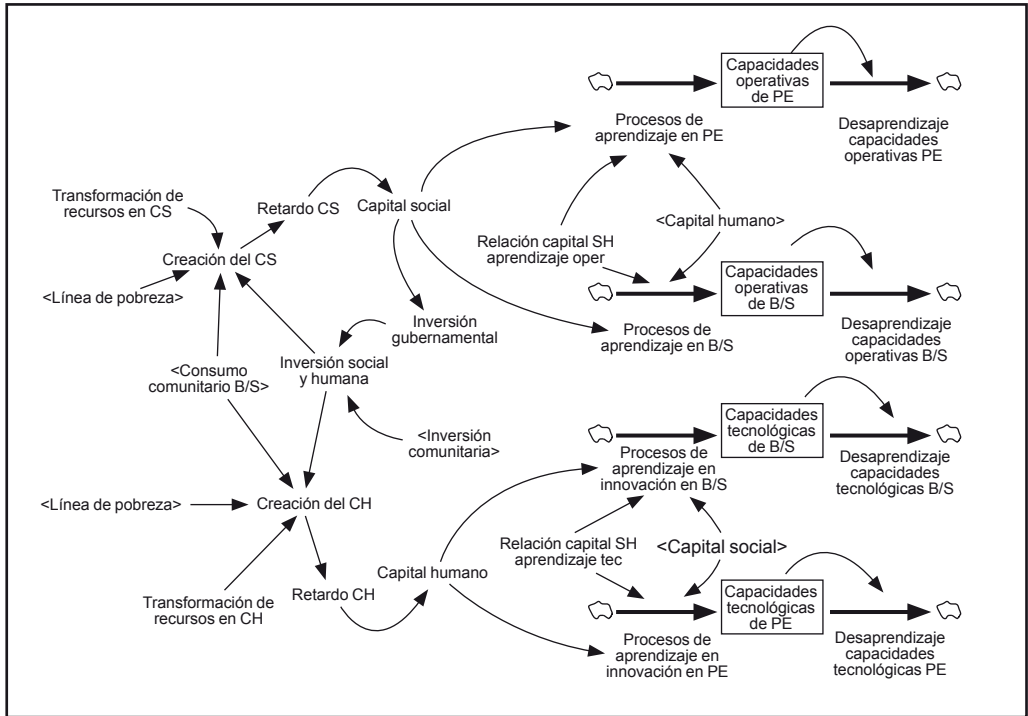 Capacidades
operativas
de PE
Procesos de
aprendizaje en PE
Desaprendizaje
capacidades
operativas PE
Transformación de
recursos en CS
Retardo CS
Capital social
<Capital humano>
Relación capital SH
aprendizaje oper
Creación del CS
<Línea de pobreza>
Capacidades
operativas
de B/S
Procesos de
aprendizaje en B/S
Desaprendizaje
capacidades
operativas B/S
Inversión
gubernamental
<Consumo
comunitario B/S>
Inversión social
y humana
<Inversión
comunitaria>
Capacidades
tecnológicas
de B/S
Procesos de
aprendizaje en
innovación en B/S
Desaprendizaje
capacidades
tecnológicas B/S
<Línea de pobreza>
Creación del CH
Relación capital SH
aprendizaje tec
<Capital social>
Capital humano
Retardo CH
Transformación de
recursos en CH
Capacidades
tecnológicas
de PE
Procesos de
aprendizaje en
innovación en PE
Desaprendizaje
capacidades
tecnológicas PE